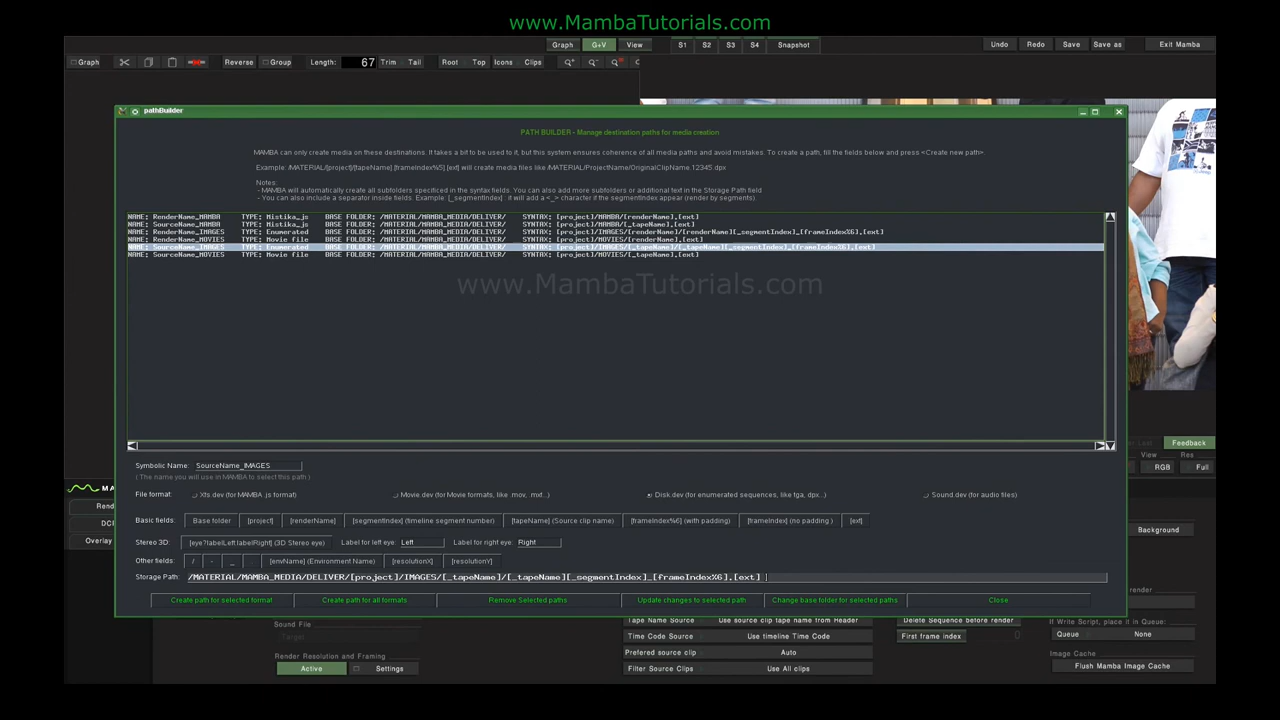 www.MambaTutorials.com
Graph G+V View S1 S2 S3 S4 Snapshot Undo Redo Save Save as Exit Mamba
Graph Reverse Group Length: 67 Trim Tail Root Top Icons Clips
pathBuilder
PATH BUILDER - Manage destination paths for media creation
MAMBA can only create media on these destinations. It takes a bit to be used to it, but this system ensures coherence of all media paths and avoid mistakes. To create a path, fill the fields below and press <Create new path>.
Example: /MATERIAL/[project]/[tapeName].[frameIndex%5].[ext] will create media files like /MATERIAL/ProjectName/OriginalClipName.12345.dpx
Notes:
- MAMBA will automatically create all subfolders specified in the syntax fields. You can also add more subfolders or additional text in the Storage Path field
- You can also include a separator inside fields. Example: [_segmentIndex] : it will add a <_> character if the segmentIndex appear (render by segments).
NAME: RenderName_MAMBA TYPE: Mistika_js BASE FOLDER: /MATERIAL/MAMBA_MEDIA/DELIVER/ SYNTAX: [project]/MAMBA/[renderName].[ext]
NAME: SourceName_MAMBA TYPE: Mistika_js BASE FOLDER: /MATERIAL/MAMBA_MEDIA/DELIVER/ SYNTAX: [project]/MAMBA/[_tapeName].[ext]
NAME: RenderName_IMAGES TYPE: Enumerated BASE FOLDER: /MATERIAL/MAMBA_MEDIA/DELIVER/ SYNTAX: [project]/IMAGES/[renderName]/[renderName][_segmentIndex]_[frameIndex%6].[ext]
NAME: RenderName_MOVIES TYPE: Movie file BASE FOLDER: /MATERIAL/MAMBA_MEDIA/DELIVER/ SYNTAX: [project]/MOVIES/[renderName].[ext]
NAME: SourceName_IMAGES TYPE: Enumerated BASE FOLDER: /MATERIAL/MAMBA_MEDIA/DELIVER/ SYNTAX: [project]/IMAGES/[_tapeName]/[_tapeName][_segmentIndex]_[frameIndex%6].[ext]
NAME: SourceName_MOVIES TYPE: Movie file BASE FOLDER: /MATERIAL/MAMBA_MEDIA/DELIVER/ SYNTAX: [project]/MOVIES/[_tapeName].[ext]
www.MambaTutorials.com
Feedback
View Res
RGB Full
Symbolic Name: SourceName_IMAGES
( The name you will use in MAMBA to select this path )
MA
File format: Xfs.dev (for MAMBA .js format) Movie.dev (for Movie formats, like .mov, mxf...) Disk.dev (for enumerated sequences, like tga, dpx...) Sound.dev (for audio files)
Rend
Basic fields: Base folder [project] [renderName] [segmentIndex] (timeline segment number) [tapeName] (Source clip name) [frameIndex%6] (with padding) [frameIndex] (no padding ) [ext]
DC
Background
Stereo 3D: [eye?labelLeft:labelRight] (3D Stereo eye) Label for left eye: Left Label for right eye: Right
Overlay
Other fields: / - _ . [envName] (Environment Name) [resolutionX] [resolutionY]
Storage Path: /MATERIAL/MAMBA_MEDIA/DELIVER/[project]/IMAGES/[_tapeName]/[_tapeName][_segmentIndex]_[frameIndex%6].[ext]
render
Create path for selected format Create path for all formats Remove Selected paths Update changes to selected path Change base folder for selected paths Close
Sound File Tape Name Source Use source clip tape name from Header Delete Sequence before render If Write Script, place it in Queue:
Target Time Code Source Use timeline Time Code First frame index 0 Queue None
Render Resolution and Framing Prefered source clip Auto Image Cache
Active Settings Filter Source Clips Use All clips Flush Mamba Image Cache